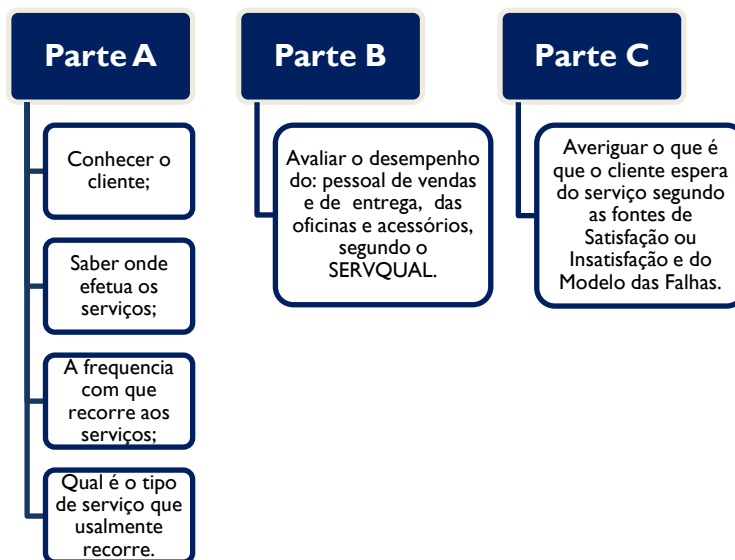 Parte A
Conhecer o
cliente;
Saber onde
efetua os
serviços;
A frequencia
com que
recorre aos
serviços;
Qual é o tipo
de serviço que
usalmente
recorre.
Parte B
Avaliar o desempenho
do: pessoal de vendas
e de entrega, das
oficinas e acessórios,
segundo o
SERVQUAL.
Parte C
Averiguar o que é
que o cliente espera
do serviço segundo
as fontes de
Satisfação ou
Insatisfação e do
Modelo das Falhas.